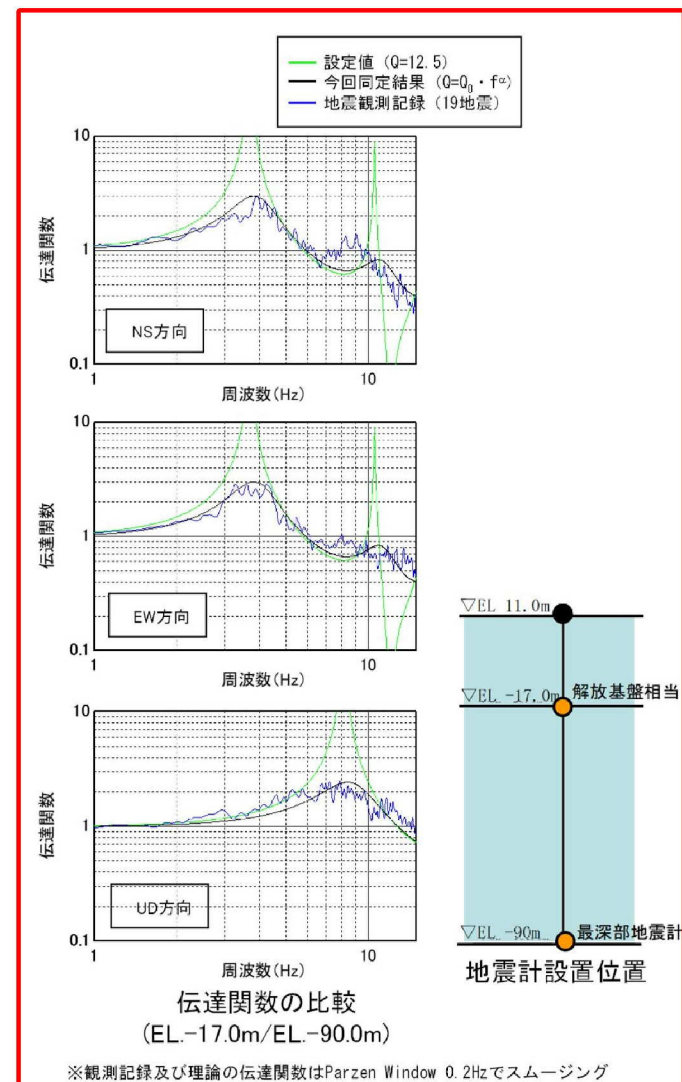 設定値 (Q=12.5)
今回同定結果 (Q=Q₀・f^α)
地震観測記録 (19地震)
10
1
0.1
伝達関数
NS方向
1
10
周波数(Hz)
10
1
0.1
伝達関数
EW方向
1
10
周波数(Hz)
10
1
0.1
伝達関数
UD方向
1
10
周波数(Hz)
伝達関数の比較
(EL.-17.0m/EL.-90.0m)
▽EL 11.0m
▽EL.-17.0m 解放基盤相当
▽EL.-90m 最深部地震計
地震計設置位置
※観測記録及び理論の伝達関数はParzen Window 0.2Hzでスムージング